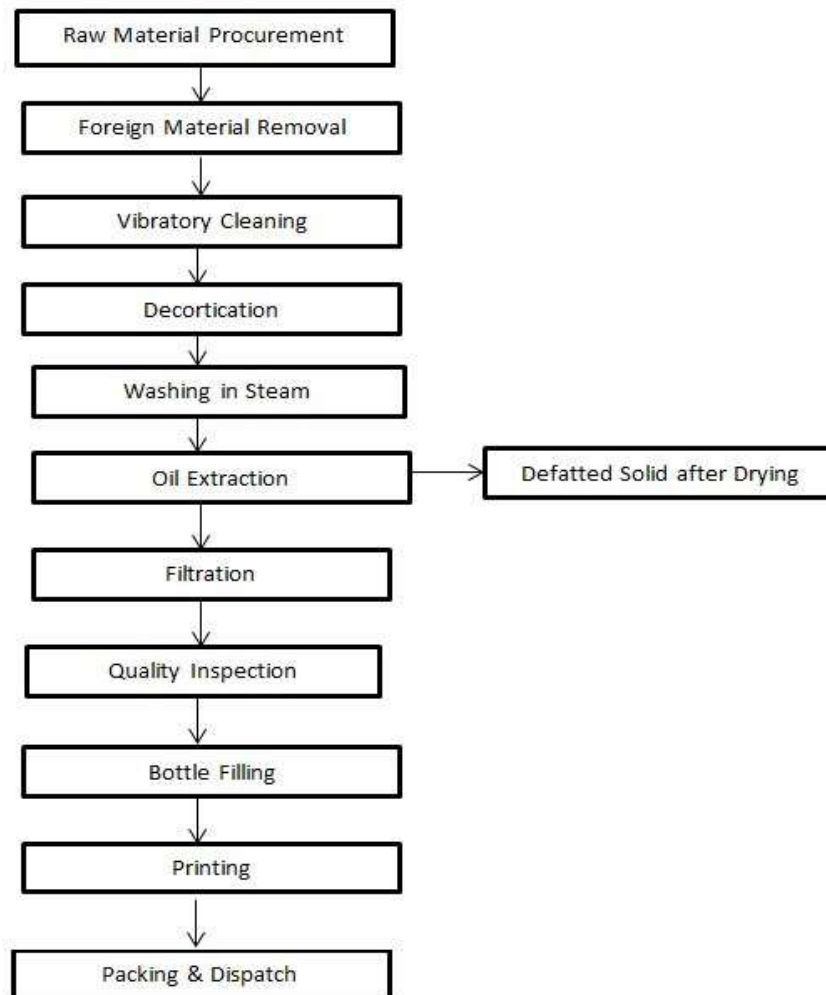 Raw Material Procurement
Foreign Material Removal
Vibratory Cleaning
Decortication
Washing in Steam
Oil Extraction
Defatted Solid after Drying
Filtration
Quality Inspection
Bottle Filling
Printing
Packing & Dispatch